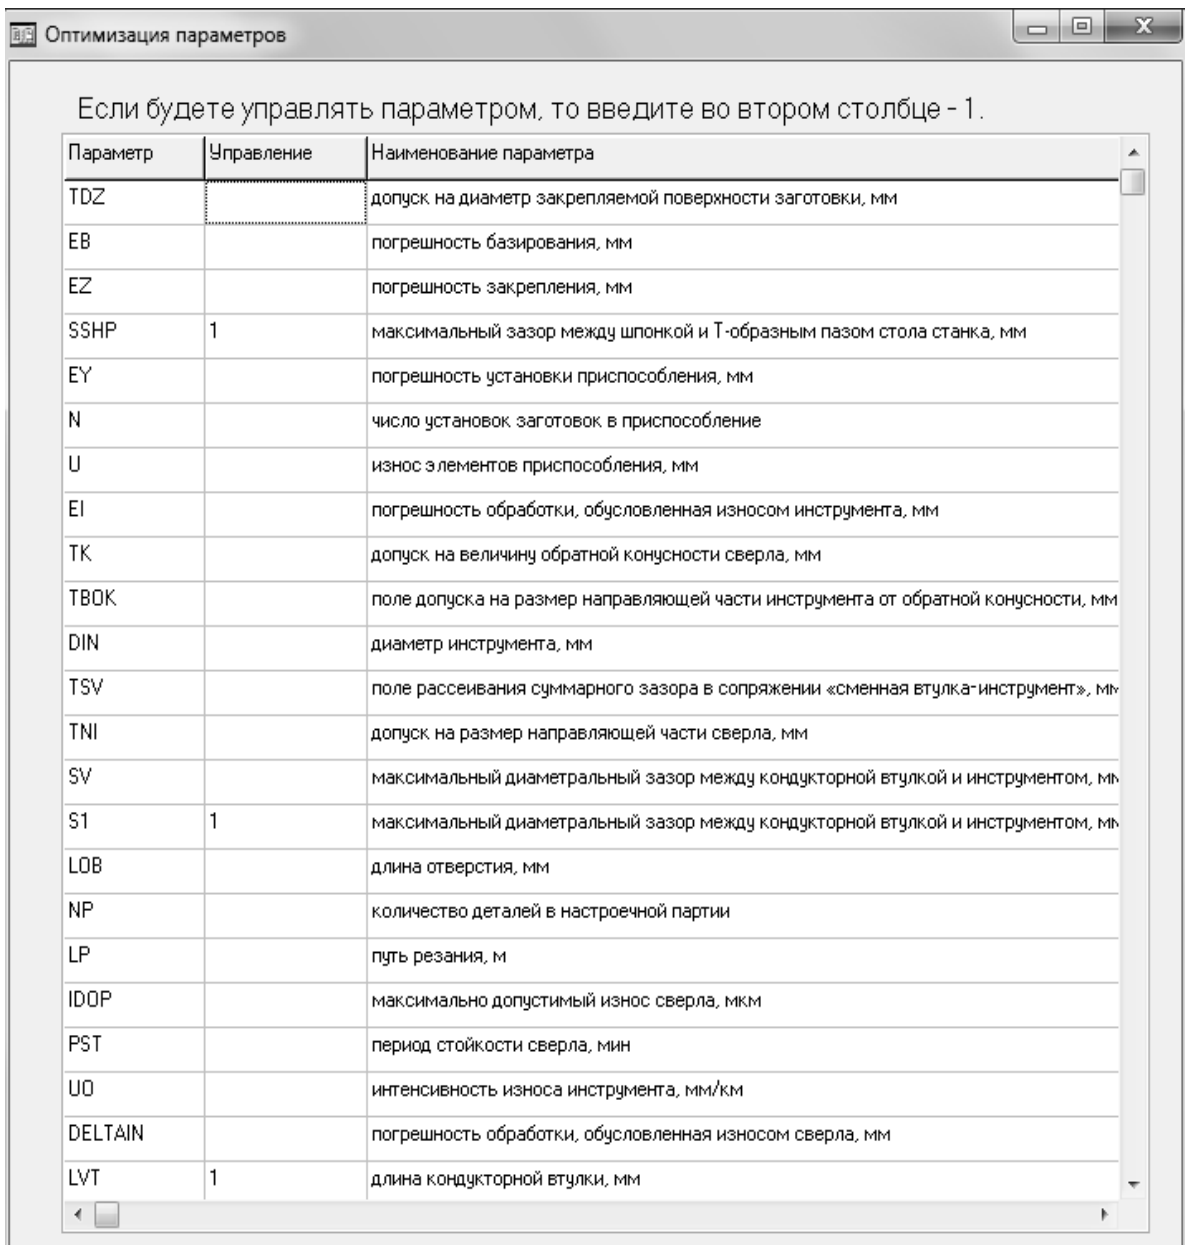 Оптимизация параметров
Если будете управлять параметром, то введите во втором столбце - 1.
Параметр Управление Наименование параметра
TDZ допуск на диаметр закрепляемой поверхности заготовки, мм
EB погрешность базирования, мм
EZ погрешность закрепления, мм
SSHP 1 максимальный зазор между шпонкой и Т-образным пазом стола станка, мм
EY погрешность установки приспособления, мм
N число установок заготовок в приспособление
U износ элементов приспособления, мм
EI погрешность обработки, обусловленная износом инструмента, мм
TK допуск на величину обратной конусности сверла, мм
TBOK поле допуска на размер направляющей части инструмента от обратной конусности, мм
DIN диаметр инструмента, мм
TSV поле рассеивания суммарного зазора в сопряжении «сменная втулка-инструмент», мм
TNI допуск на размер направляющей части сверла, мм
SV максимальный диаметральный зазор между кондукторной втулкой и инструментом, мм
S1 1 максимальный диаметральный зазор между кондукторной втулкой и инструментом, мм
LOB длина отверстия, мм
NP количество деталей в настроечной партии
LP путь резания, м
IDOP максимально допустимый износ сверла, мкм
PST период стойкости сверла, мин
UO интенсивность износа инструмента, мм/км
DELTAIN погрешность обработки, обусловленная износом сверла, мм
LVT 1 длина кондукторной втулки, мм